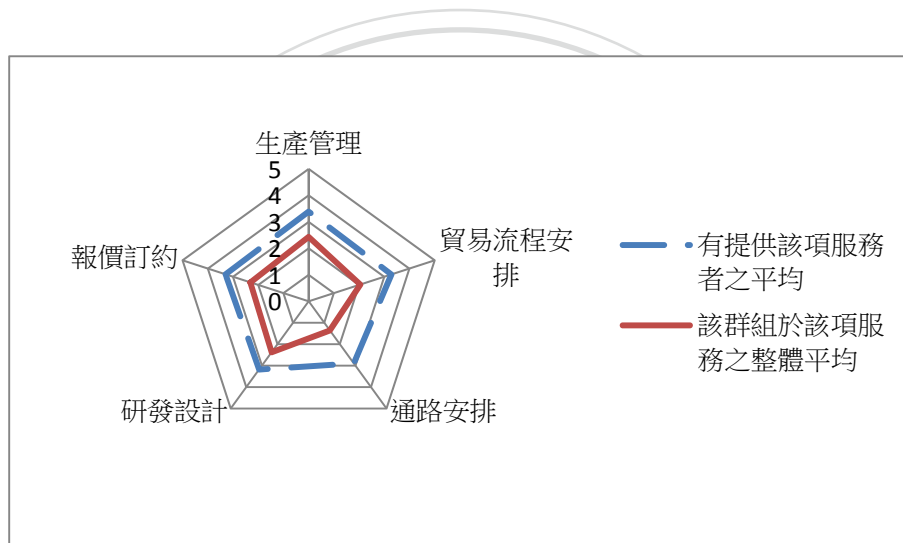 生產管理
5
4
3
2
1
0
貿易流程安
排
通路安排
研發設計
報價訂約
有提供該項服務
者之平均
該群組於該項服
務之整體平均